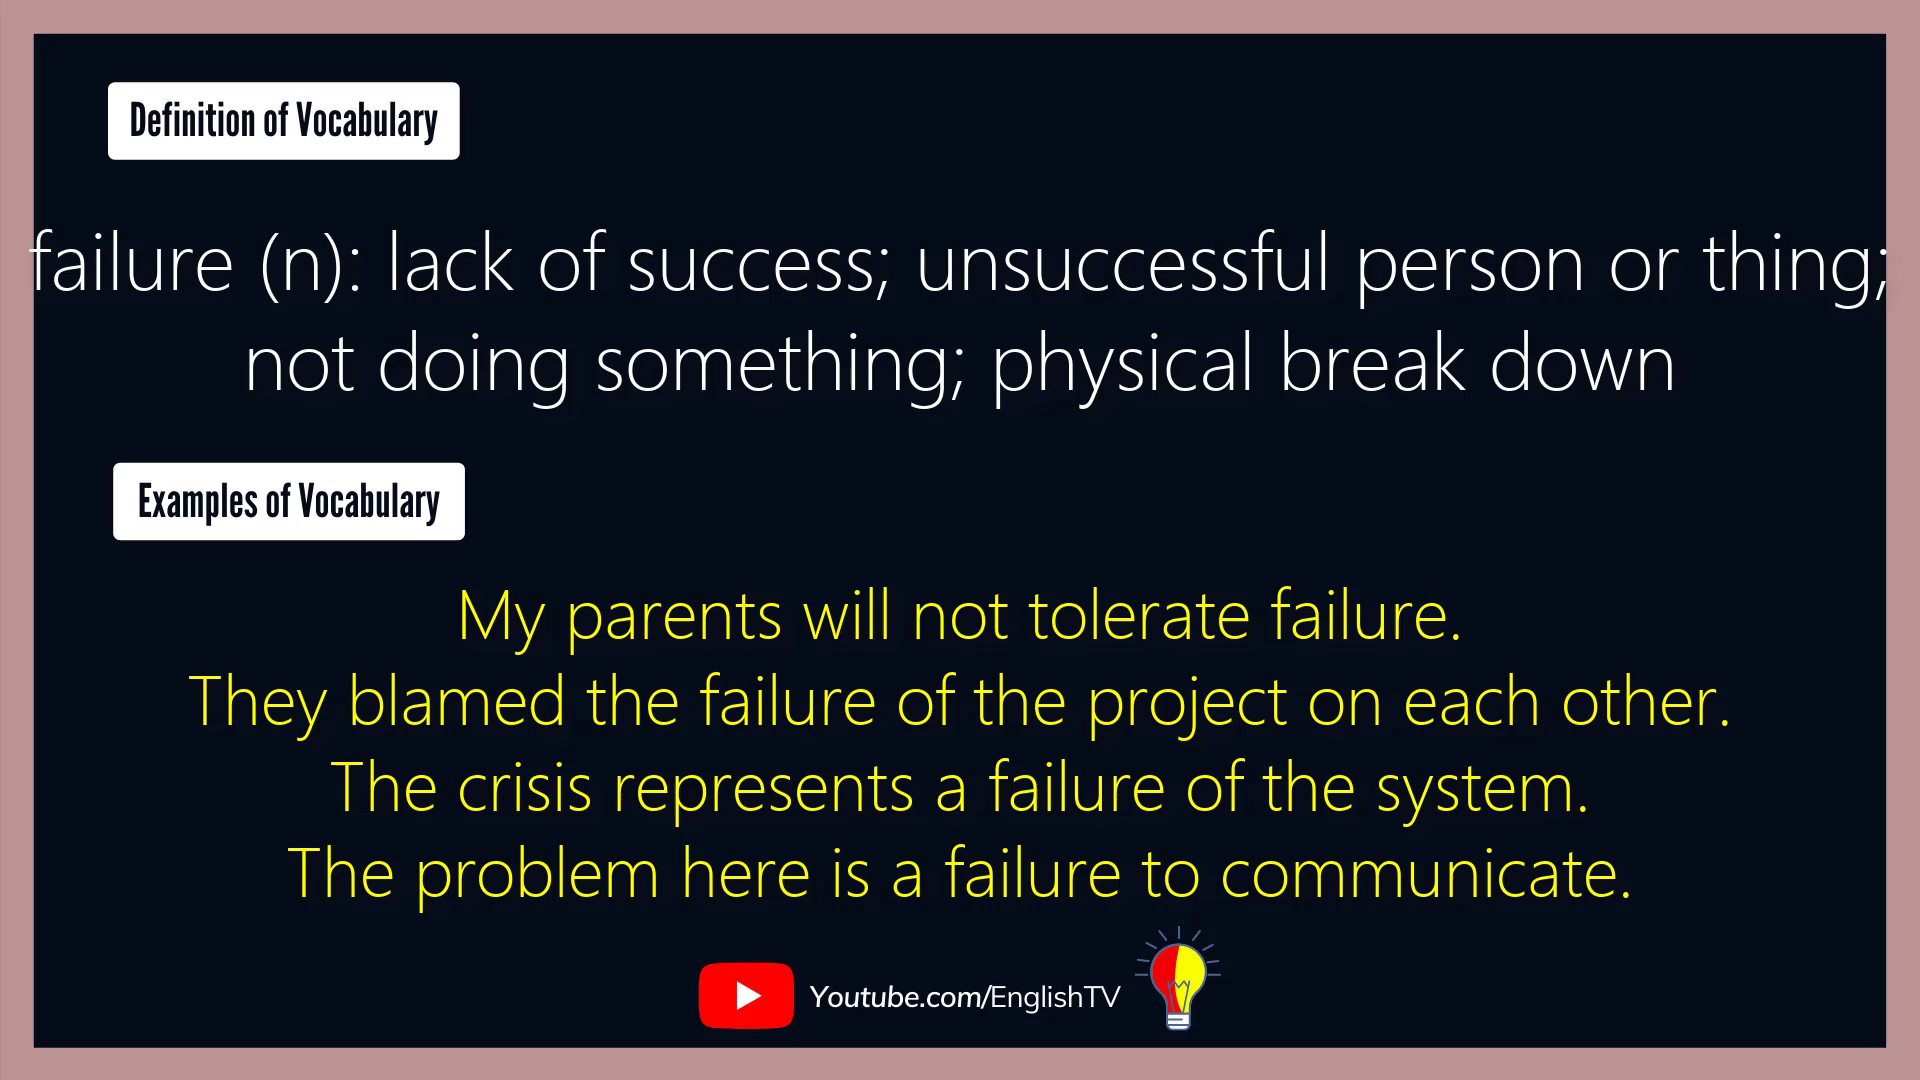 Definition of Vocabulary
failure (n): lack of success; unsuccessful person or thing;
not doing something; physical break down
Examples of Vocabulary
My parents will not tolerate failure.
They blamed the failure of the project on each other.
The crisis represents a failure of the system.
The problem here is a failure to communicate.
Youtube.com/EnglishTV